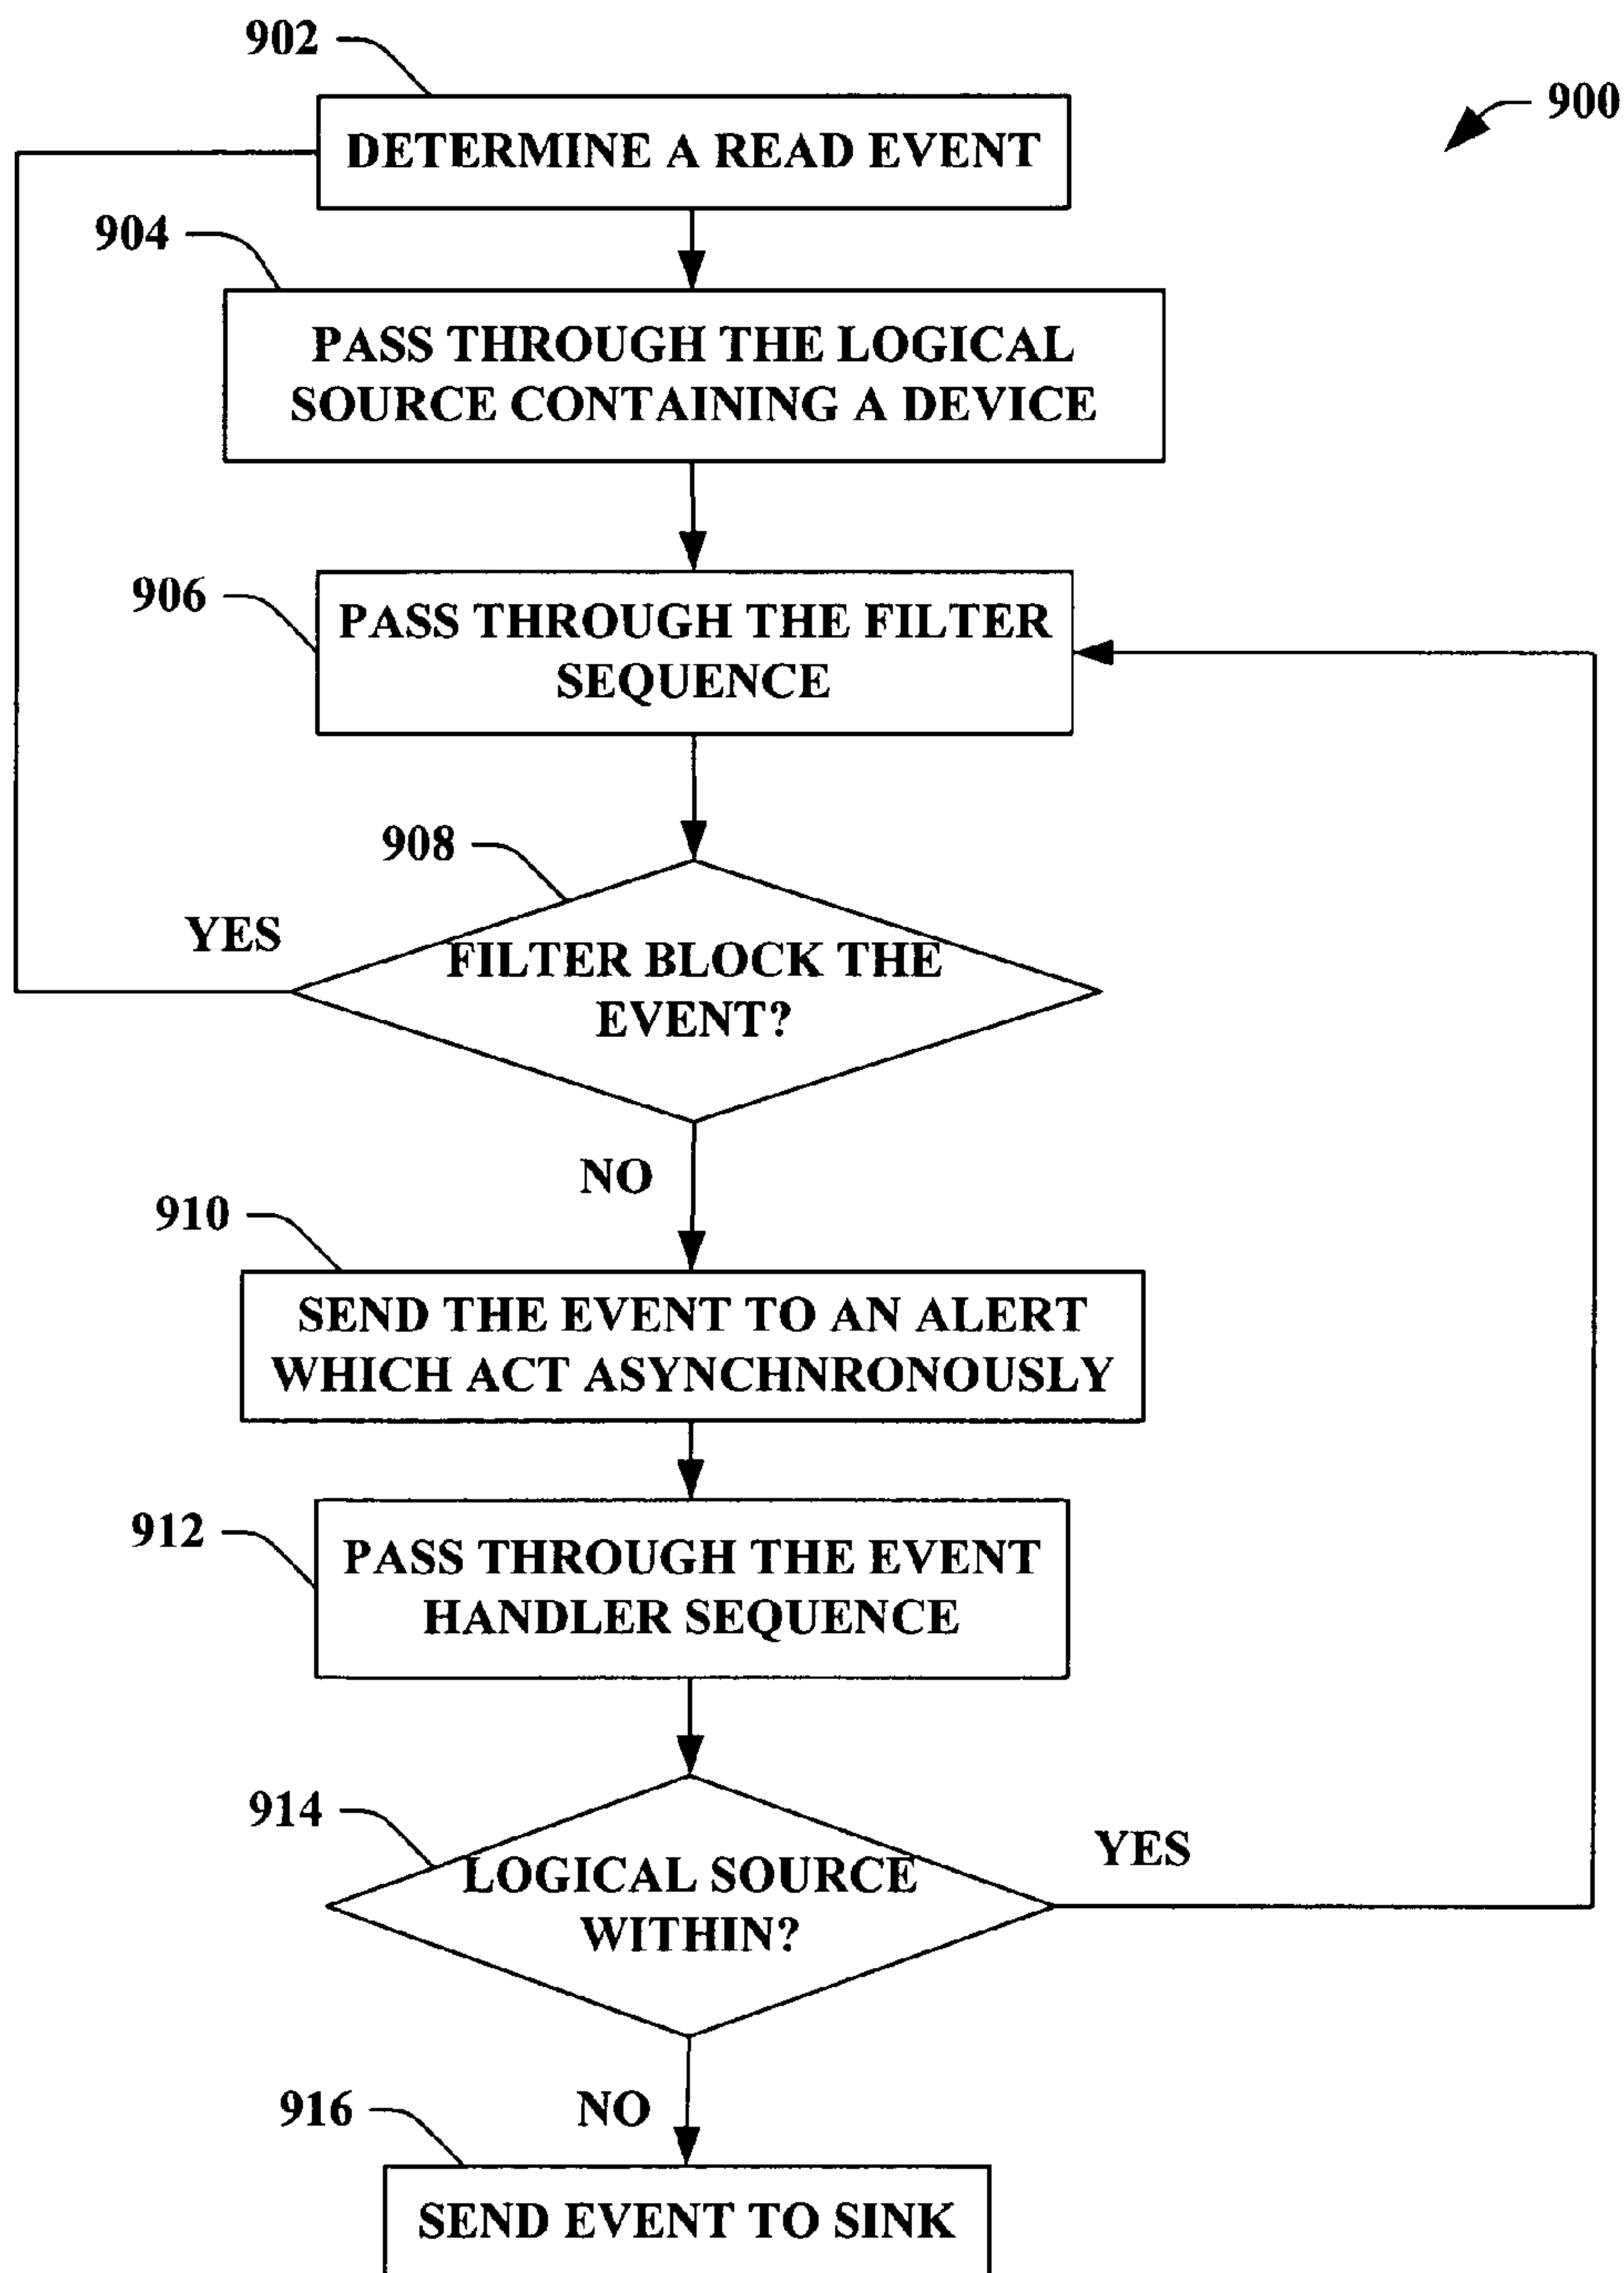 902
900
DETERMINE A READ EVENT
904
PASS THROUGH THE LOGICAL
SOURCE CONTAINING A DEVICE
906
PASS THROUGH THE FILTER
SEQUENCE
908
YES
FILTER BLOCK THE
EVENT?
NO
910
SEND THE EVENT TO AN ALERT
WHICH ACT ASYNCHNRONOUSLY
912
PASS THROUGH THE EVENT
HANDLER SEQUENCE
914
YES
LOGICAL SOURCE
WITHIN?
NO
916
SEND EVENT TO SINK